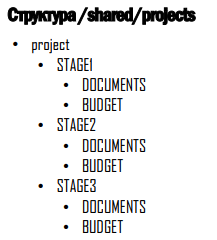 Структура /shared/projects
• project
• STAGE1
• DOCUMENTS
• BUDGET
• STAGE2
• DOCUMENTS
• BUDGET
• STAGE3
• DOCUMENTS
• BUDGET